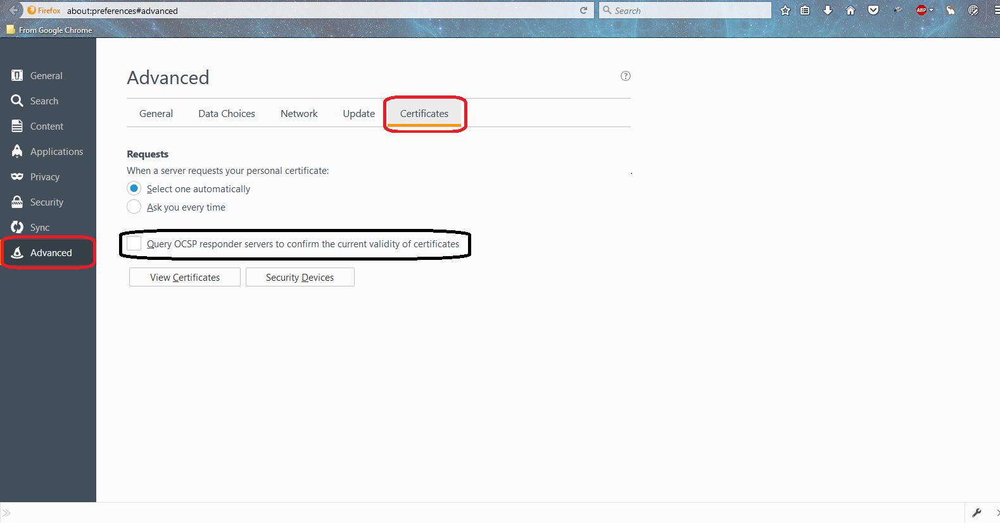 Firefox about:preferences#advanced Search ABP
From Google Chrome
General
Search
Content
Applications
Privacy
Security
Sync
Advanced
Advanced ?
General Data Choices Network Update Certificates
Requests
When a server requests your personal certificate:
Select one automatically
Ask you every time
Query OCSP responder servers to confirm the current validity of certificates
View Certificates Security Devices